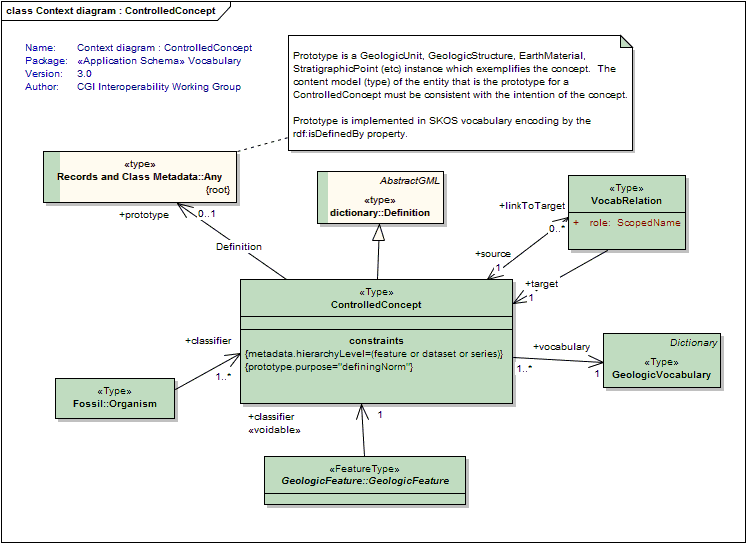 class Context diagram : ControlledConcept
Name: Context diagram : ControlledConcept
Package: «Application Schema» Vocabulary
Version: 3.0
Author: CGI Interoperability Working Group
Prototype is a GeologicUnit, GeologicStructure, EarthMaterial,
StratigraphicPoint (etc) instance which exemplifies the concept. The
content model (type) of the entity that is the prototype for a
ControlledConcept must be consistent with the intention of the concept.
Prototype is implemented in SKOS vocabulary encoding by the
rdf:isDefinedBy property.
«type»
Records and Class Metadata::Any
{root}
AbstractGML
«type»
dictionary::Definition
«Type»
VocabRelation
+ role: ScopedName
+prototype
0..1
Definition
+linkToTarget
0..*
+source
1
+target
1
«Type»
ControlledConcept
constraints
{metadata.hierarchyLevel=(feature or dataset or series)}
{prototype.purpose="definingNorm"}
+classifier
1..*
+vocabulary
1..*
1
Dictionary
«Type»
GeologicVocabulary
«Type»
Fossil::Organism
+classifier
«voidable»
1
«FeatureType»
GeologicFeature::GeologicFeature